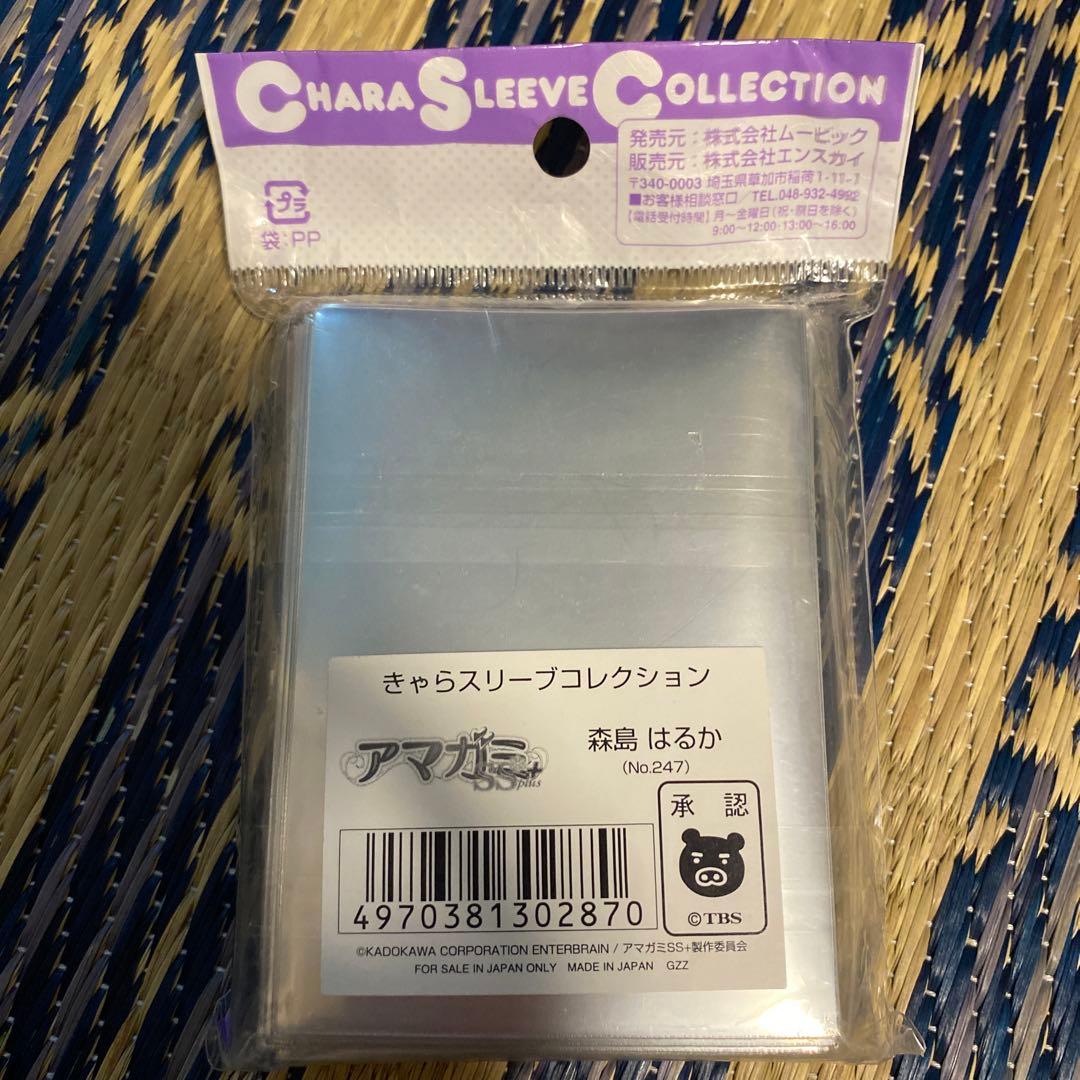 CHARA SLEEVE COLLECTION
発売元:株式会社ムービック
販売元:株式会社エンスカイ
〒340-0003 埼玉県草加市稲荷1-11-1
■お客様相談窓口/TEL.048-932-4992
【電話受付時間】月~金曜日(祝・祭日を除く)
9:00~12:00・13:00~16:00
プラ
袋:PP
きゃらスリーブコレクション
アマガミSS+ plus
森島 はるか
(No.247)
承認
©TBS
4970381302870
©KADOKAWA CORPORATION ENTERBRAIN / アマガミSS+製作委員会
FOR SALE IN JAPAN ONLY MADE IN JAPAN GZZ